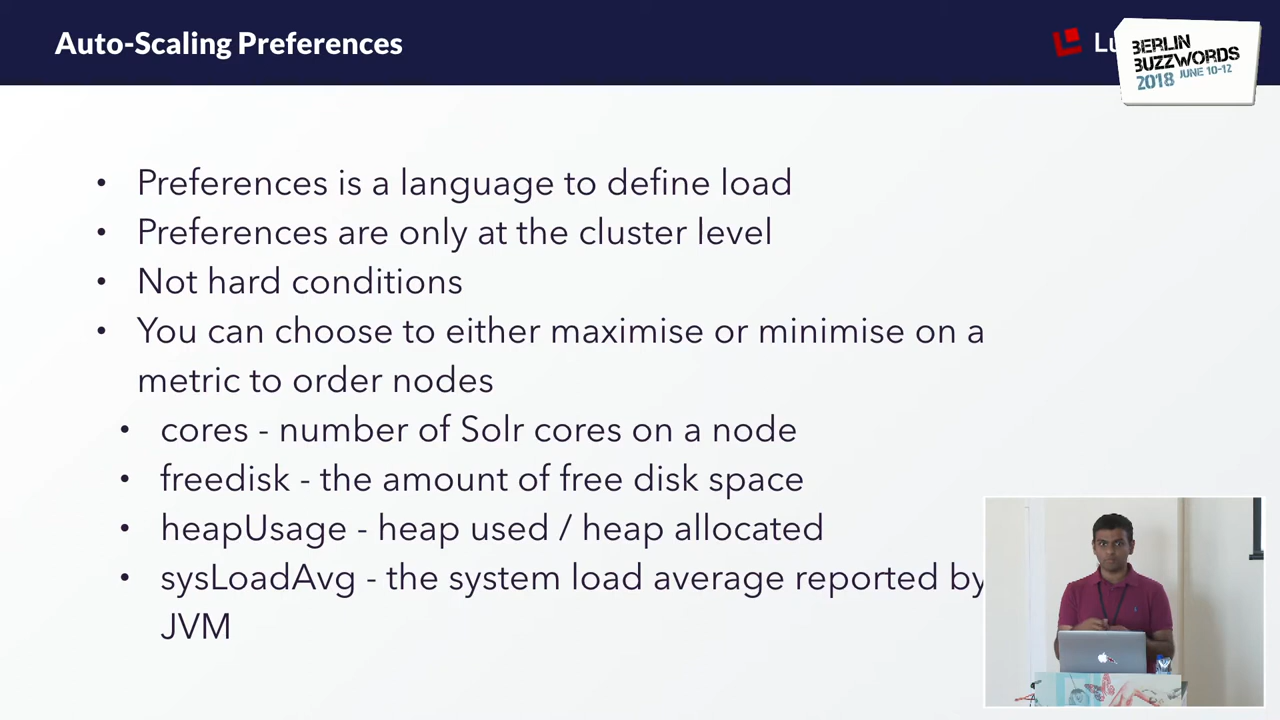 Auto-Scaling Preferences
BERLIN
BUZZWORDS
2018 JUNE 10-12
• Preferences is a language to define load
• Preferences are only at the cluster level
• Not hard conditions
• You can choose to either maximise or minimise on a
metric to order nodes
• cores - number of Solr cores on a node
• freedisk - the amount of free disk space
• heapUsage - heap used / heap allocated
• sysLoadAvg - the system load average reported by
JVM